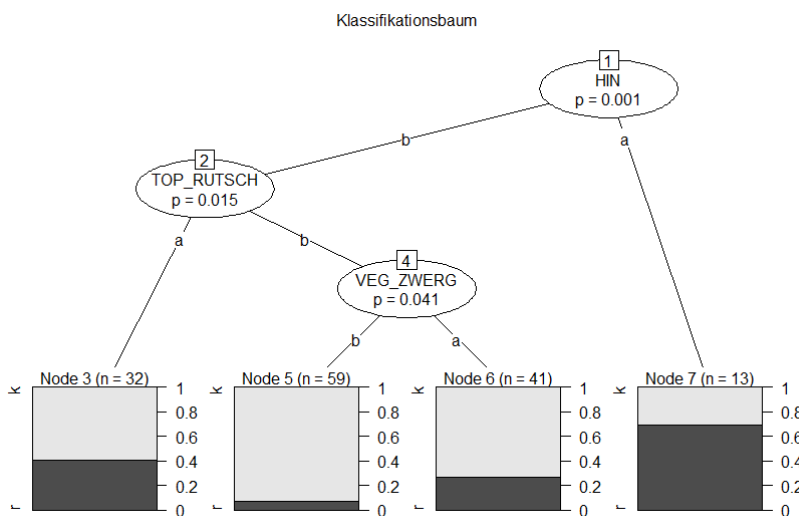 Klassifikationsbaum
1
HIN
p = 0.001
b
a
2
TOP_RUTSCH
p = 0.015
a
b
4
VEG_ZWERG
p = 0.041
b
a
Node 3 (n = 32)
k
r
1
0.8
0.6
0.4
0.2
0
Node 5 (n = 59)
k
r
1
0.8
0.6
0.4
0.2
0
Node 6 (n = 41)
k
r
1
0.8
0.6
0.4
0.2
0
Node 7 (n = 13)
k
r
1
0.8
0.6
0.4
0.2
0